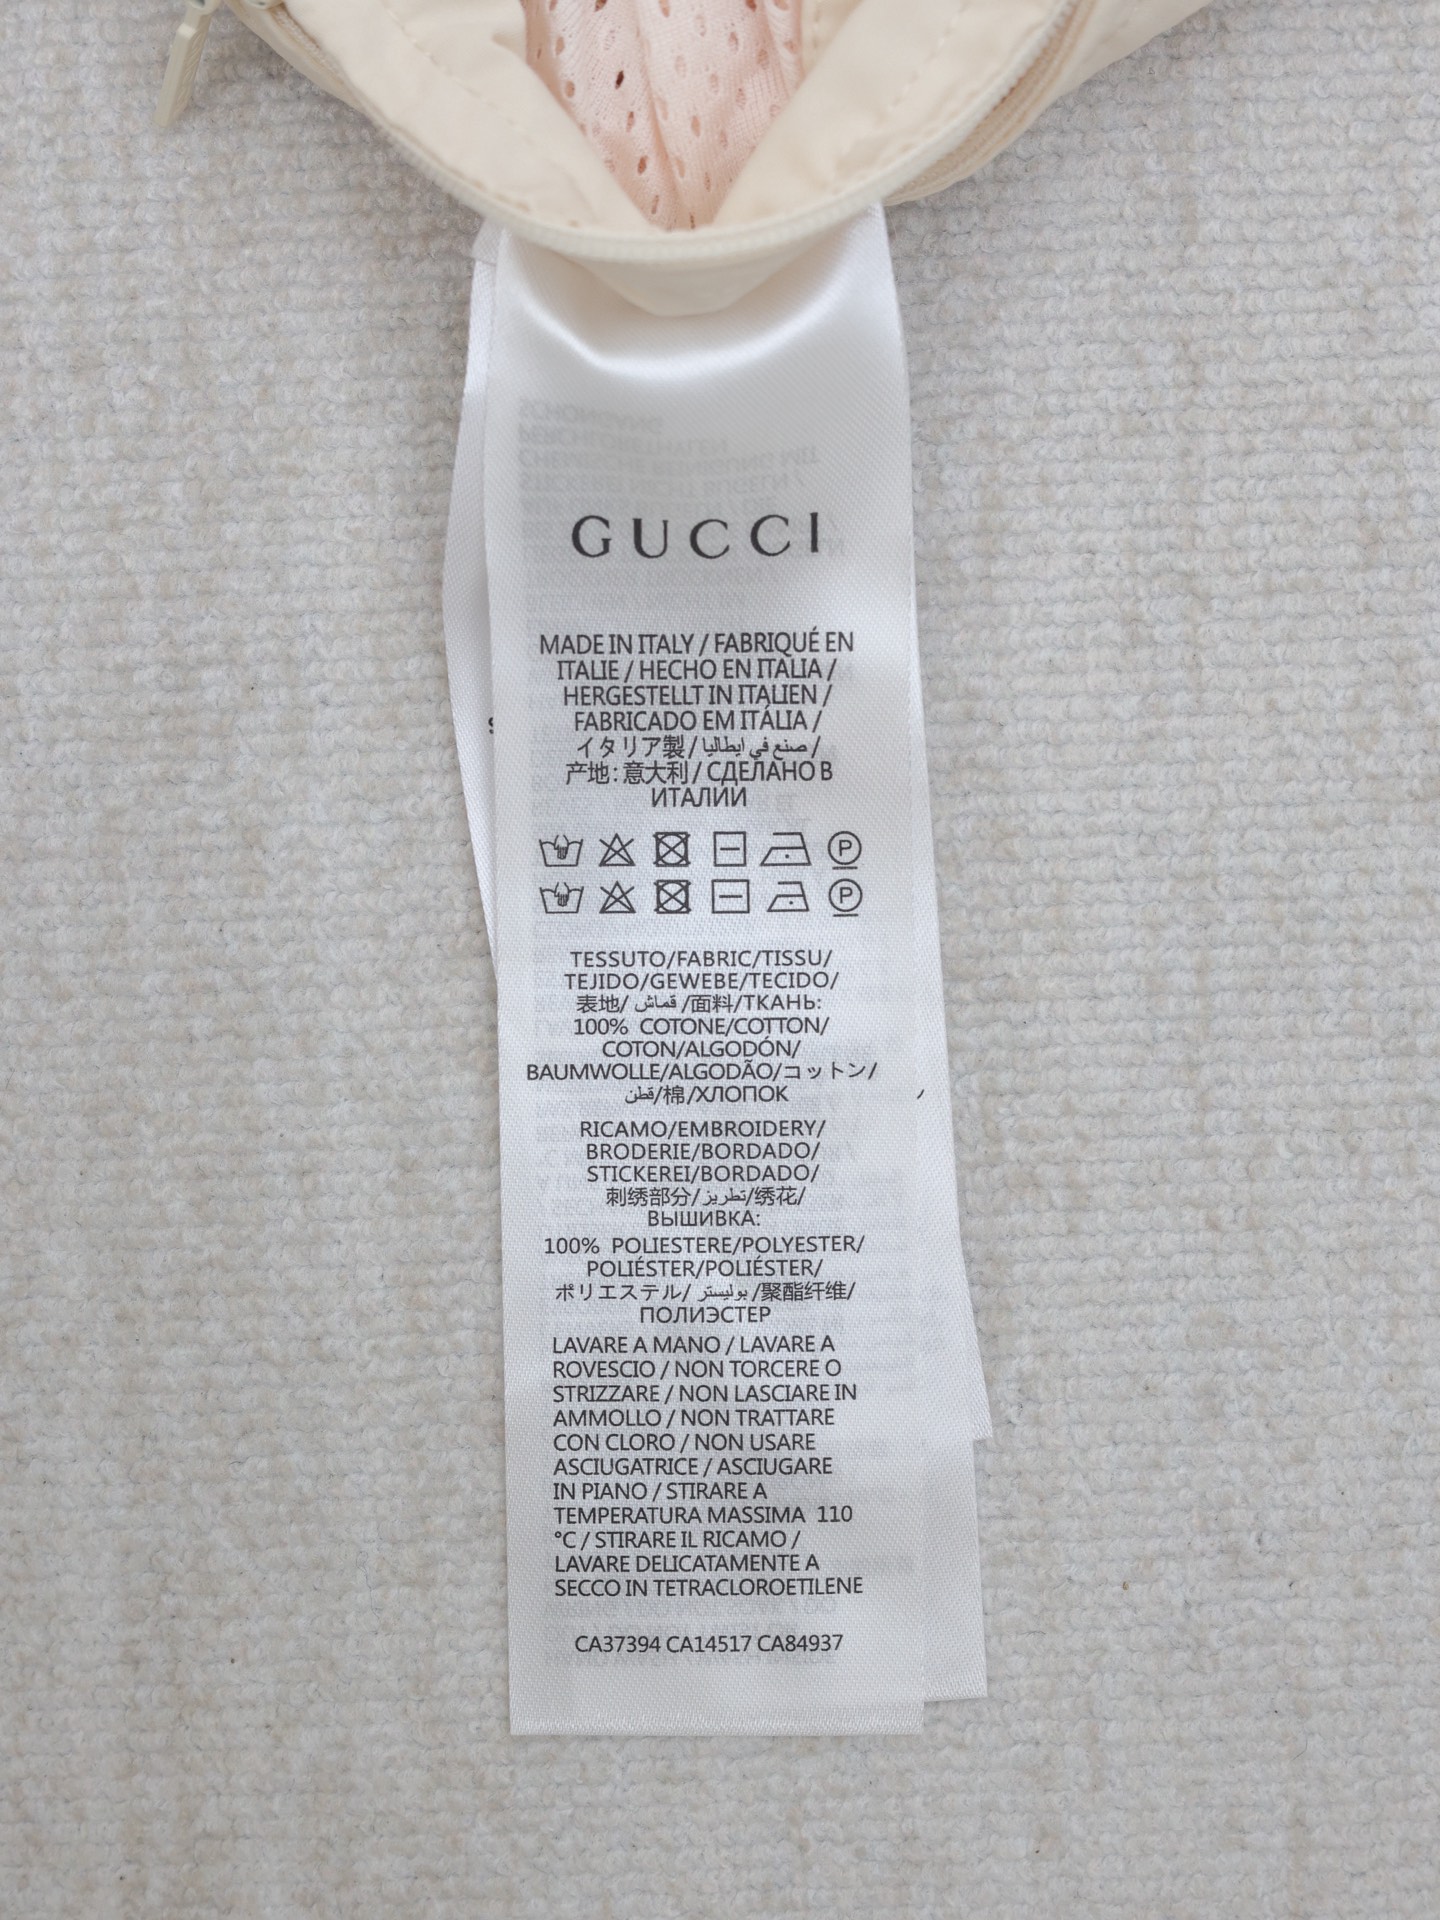 GUCCI
MADE IN ITALY / FABRIQUÉ EN
ITALIE / HECHO EN ITALIA /
HERGESTELLT IN ITALIEN /
FABRICADO EM ITÁLIA /
イタリア製 / صنع في ايطاليا /
产地: 意大利 / СДЕЛАНО В
ИТАЛИИ
P
P
TESSUTO/FABRIC/TISSU/
TEJIDO/GEWEBE/TECIDO/
表地/ قماش /面料/ТКАНЬ:
100% COTONE/COTTON/
COTON/ALGODÓN/
BAUMWOLLE/ALGODÃO/コットン/
قطن/棉/ХЛОПОК
RICAMO/EMBROIDERY/
BRODERIE/BORDADO/
STICKEREI/BORDADO/
刺绣部分/تطريز/绣花/
ВЫШИВКА:
100% POLIESTERE/POLYESTER/
POLIÉSTER/POLIÉSTER/
ポリエステル/ بوليستر /聚酯纤维/
ПОЛИЭСТЕР
LAVARE A MANO / LAVARE A
ROVESCIO / NON TORCERE O
STRIZZARE / NON LASCIARE IN
AMMOLLO / NON TRATTARE
CON CLORO / NON USARE
ASCIUGATRICE / ASCIUGARE
IN PIANO / STIRARE A
TEMPERATURA MASSIMA 110
°C / STIRARE IL RICAMO /
LAVARE DELICATAMENTE A
SECCO IN TETRACLOROETILENE
CA37394 CA14517 CA84937